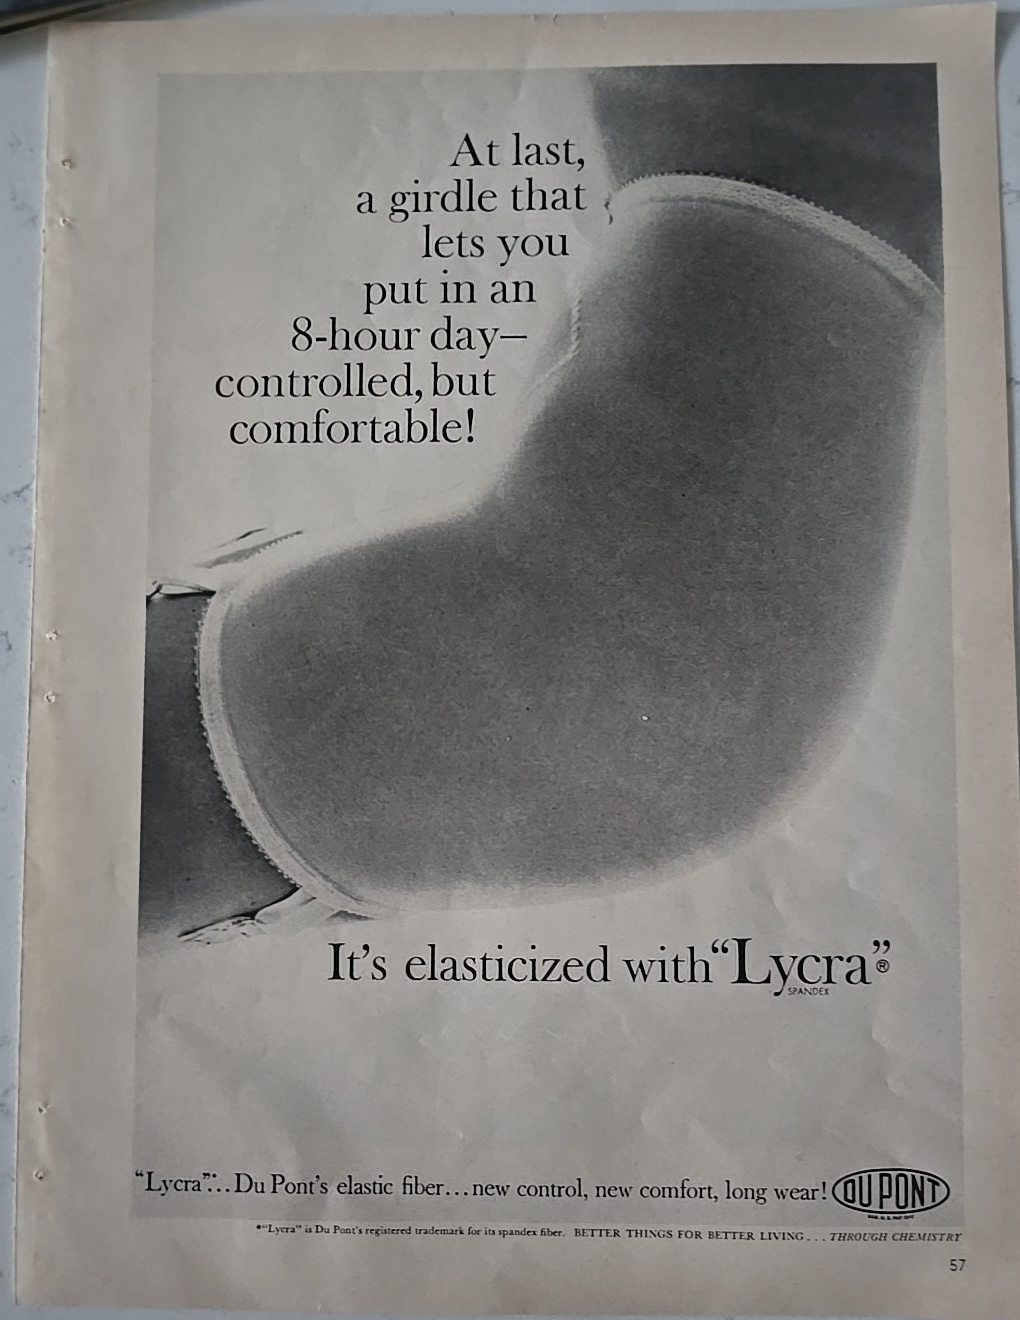 At last,
a girdle that
lets you
put in an
8-hour day—
controlled, but
comfortable!
It's elasticized with “Lycra”®
SPANDEX
“Lycra”*... Du Pont's elastic fiber... new control, new comfort, long wear! DU PONT
*“Lycra” is Du Pont's registered trademark for its spandex fiber. BETTER THINGS FOR BETTER LIVING... THROUGH CHEMISTRY
57